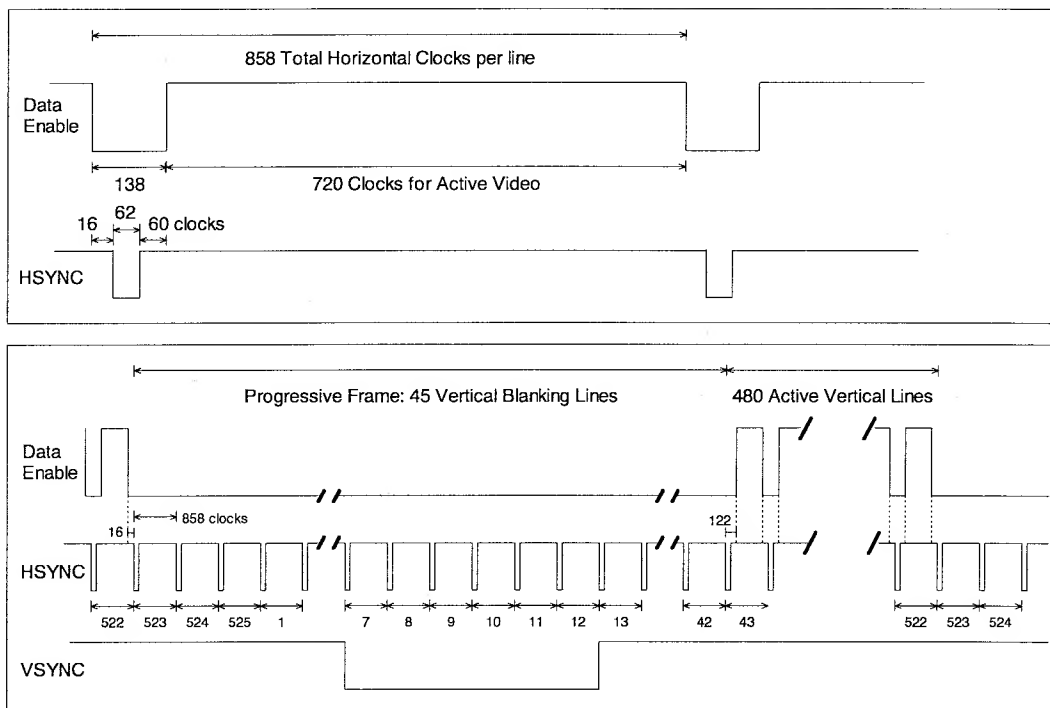 858 Total Horizontal Clocks per line
Data
Enable
138
720 Clocks for Active Video
62
16
60 clocks
HSYNC
Progressive Frame: 45 Vertical Blanking Lines
480 Active Vertical Lines
Data
Enable
16
858 clocks
122
HSYNC
522
523
524
525
1
7
8
9
10
11
12
13
42
43
522
523
524
VSYNC